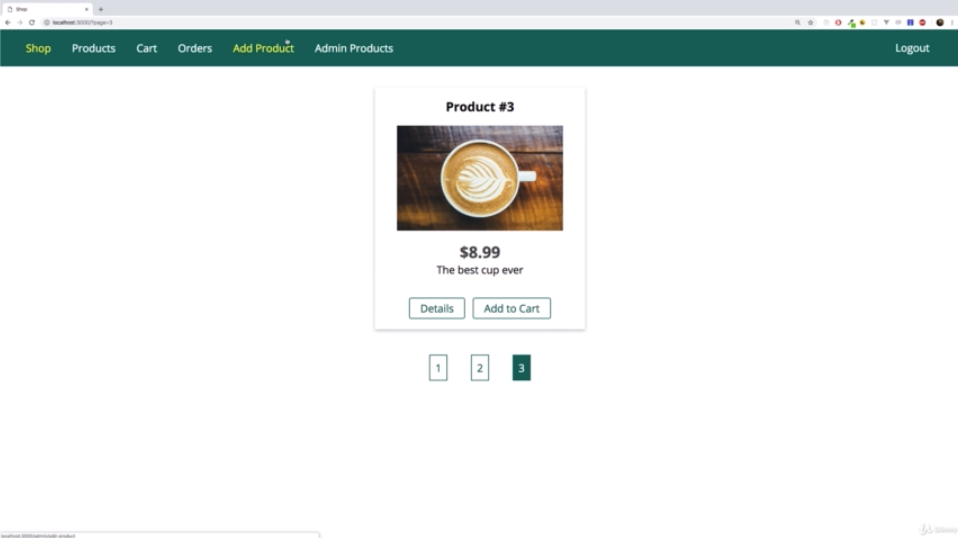 Shop
localhost:3000/?page=3
Shop Products Cart Orders Add Product Admin Products Logout
Product #3
$8.99
The best cup ever
Details Add to Cart
1 2 3
localhost:3000/admin/add-product
Udemy